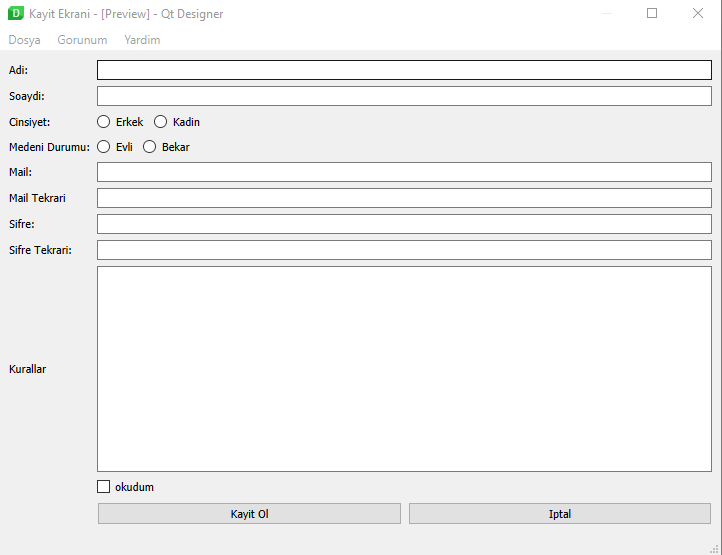 D Kayit Ekrani - [Preview] - Qt Designer
Dosya Gorunum Yardim
Adi:
Soaydi:
Cinsiyet: Erkek Kadin
Medeni Durumu: Evli Bekar
Mail:
Mail Tekrari
Sifre:
Sifre Tekrari:
Kurallar
okudum
Kayit Ol Iptal